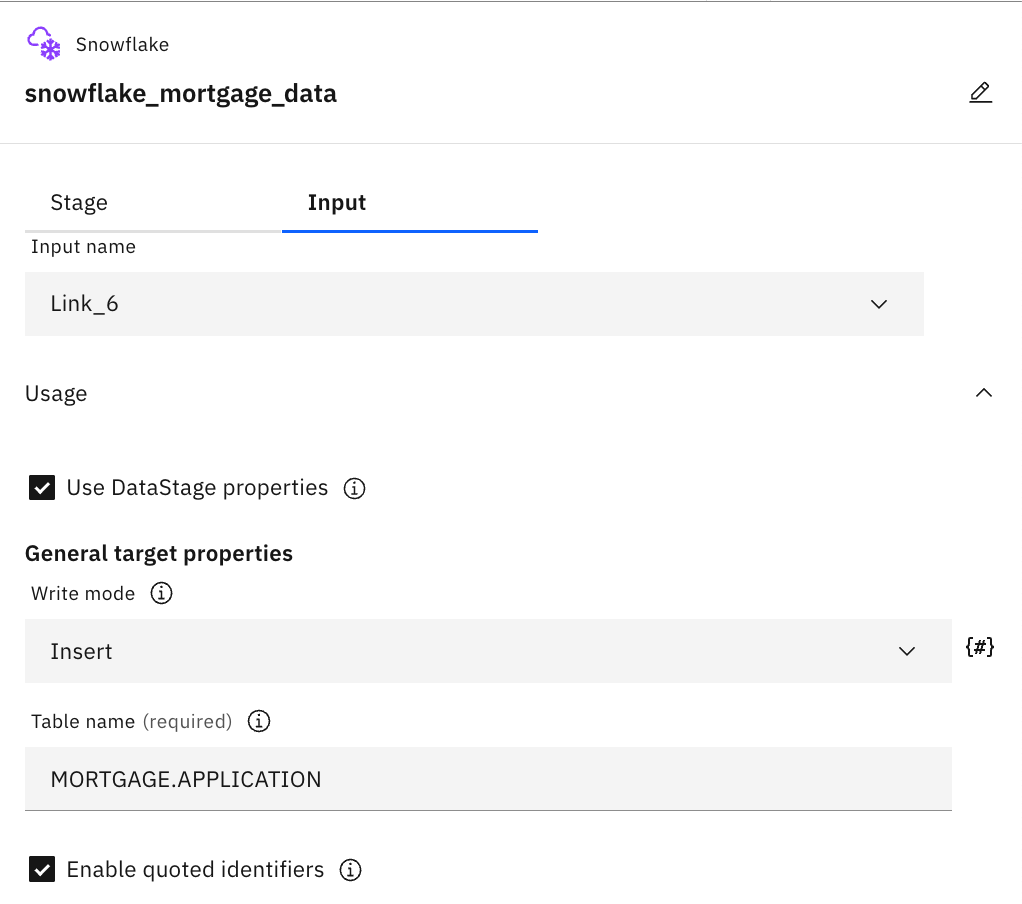 Snowflake
snowflake_mortgage_data
Stage Input
Input name
Link_6
Usage
Use DataStage properties
General target properties
Write mode
Insert {#}
Table name (required)
MORTGAGE.APPLICATION
Enable quoted identifiers